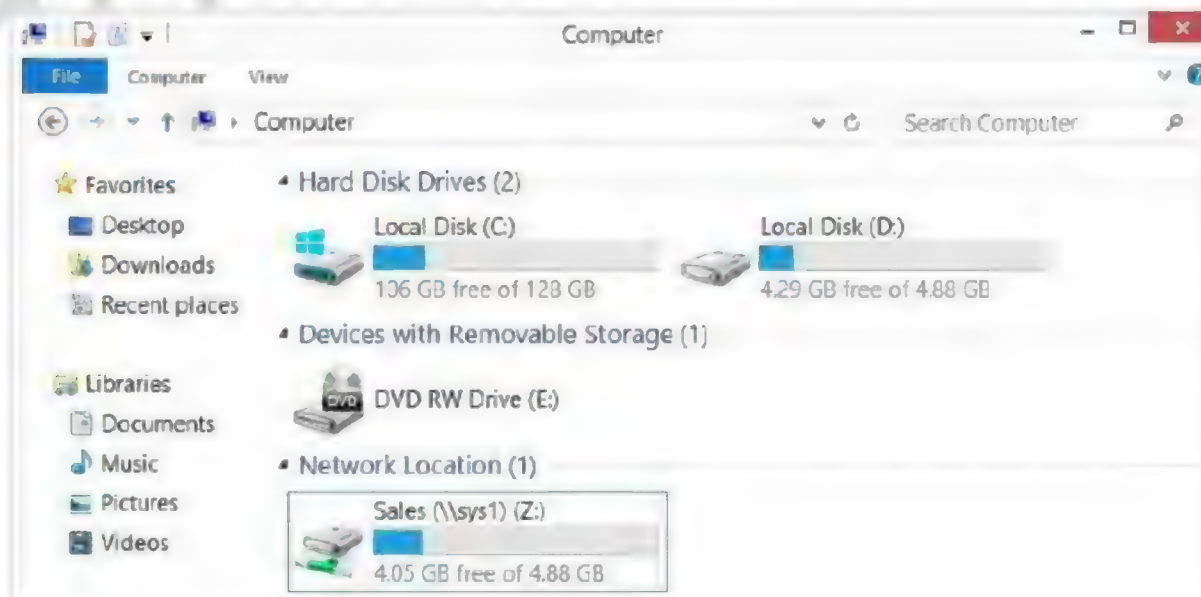 Computer
File Computer View
Computer
Search Computer
Favorites
Desktop
Downloads
Recent places
Libraries
Documents
Music
Pictures
Videos
Hard Disk Drives (2)
Local Disk (C:)
106 GB free of 128 GB
Local Disk (D:)
4.29 GB free of 4.88 GB
Devices with Removable Storage (1)
DVD
DVD RW Drive (E:)
Network Location (1)
Sales (\\sys1) (Z:)
4.05 GB free of 4.88 GB